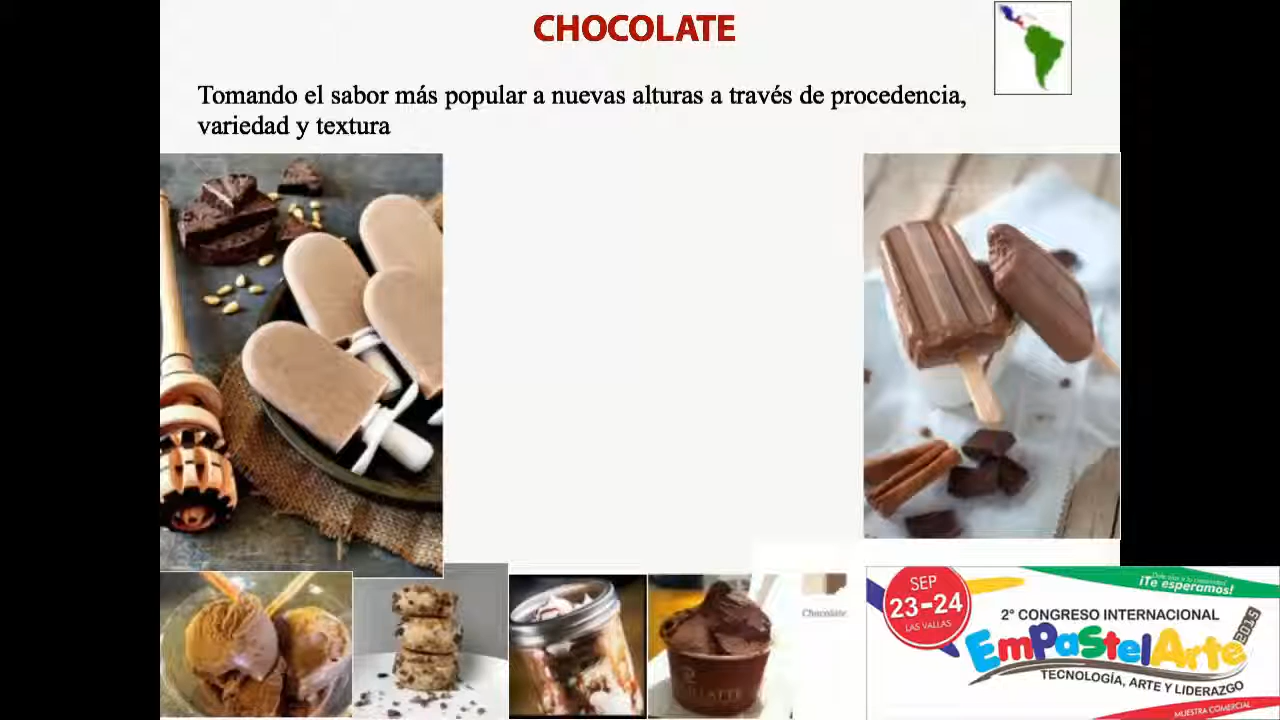 CHOCOLATE
Tomando el sabor más popular a nuevas alturas a través de procedencia,
variedad y textura
Chocolate
SEP
23-24
LAS VALLAS
¡Te esperamos!
2° CONGRESO INTERNACIONAL
EmPaStelArte
2019
TECNOLOGÍA, ARTE Y LIDERAZGO
MUESTRA COMERCIAL